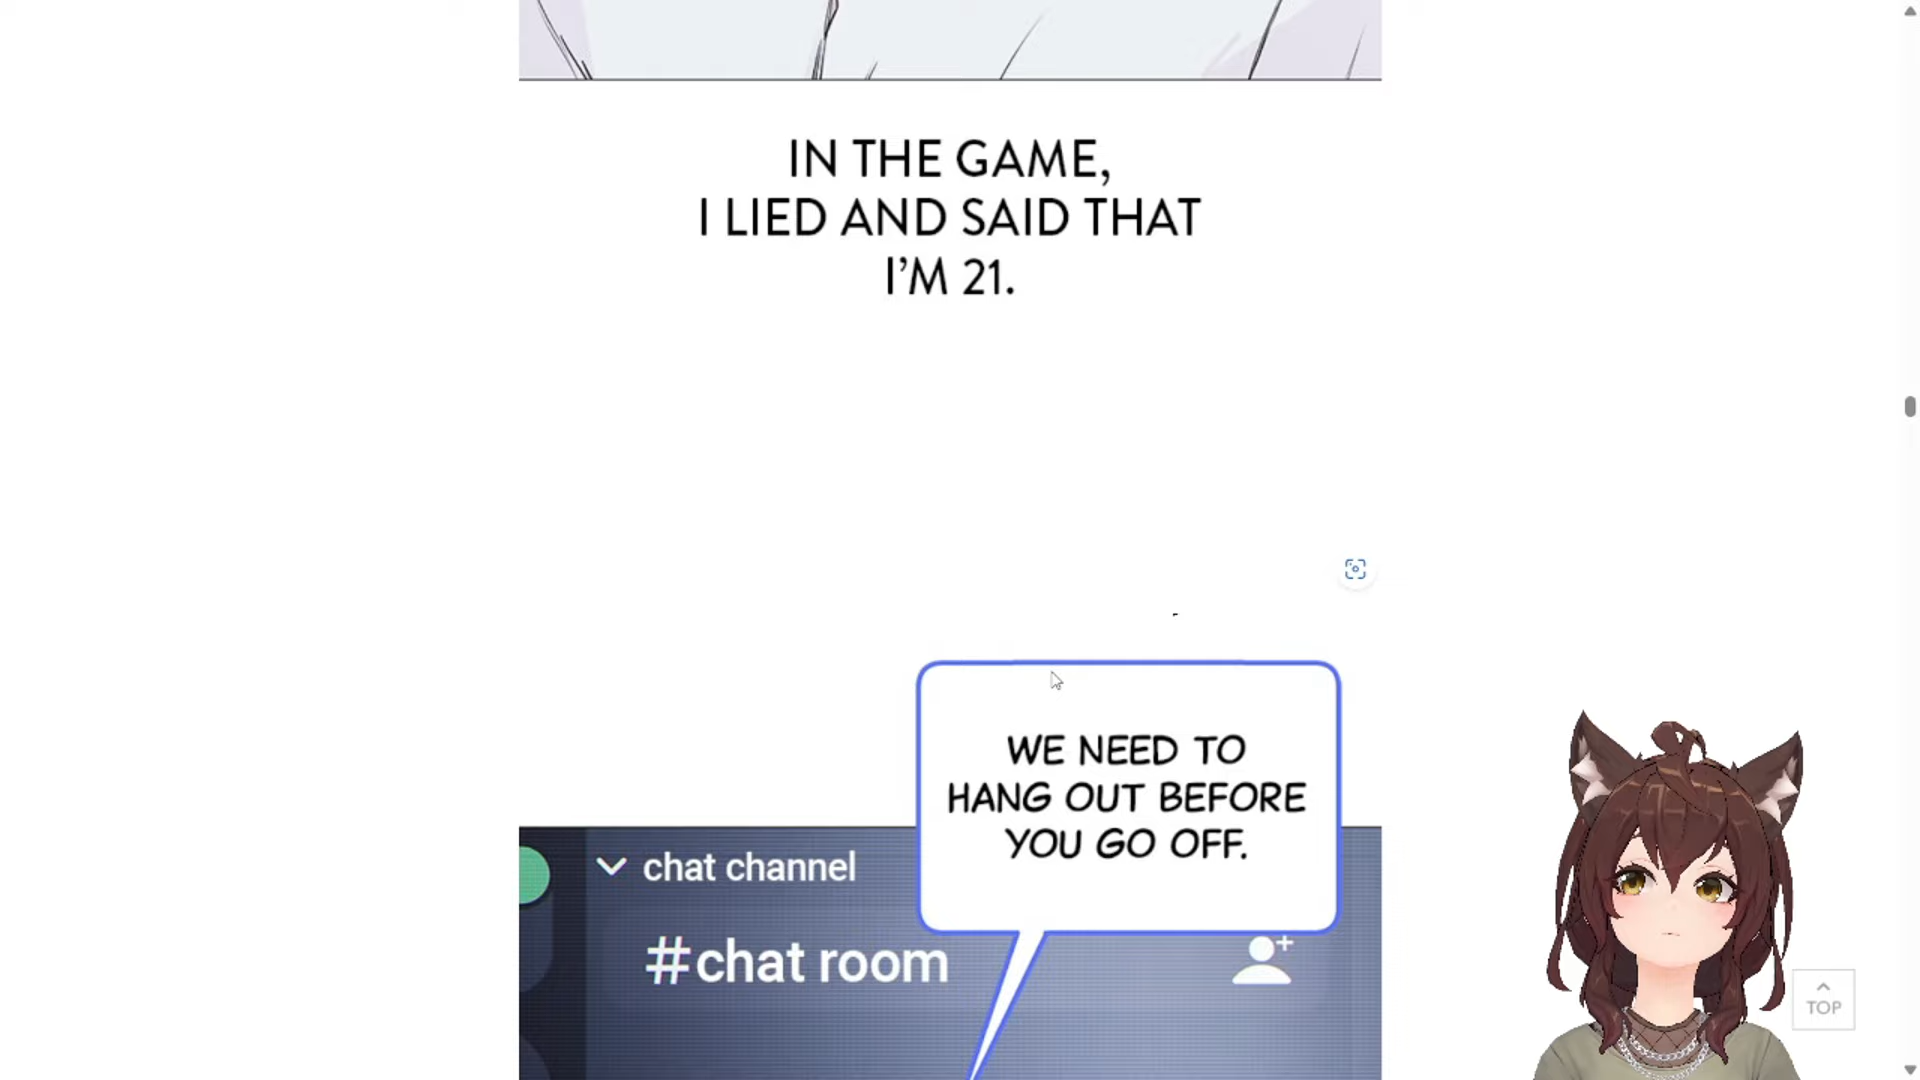 IN THE GAME,
I LIED AND SAID THAT
I'M 21.
WE NEED TO
HANG OUT BEFORE
YOU GO OFF.
chat channel
#chat room
TOP